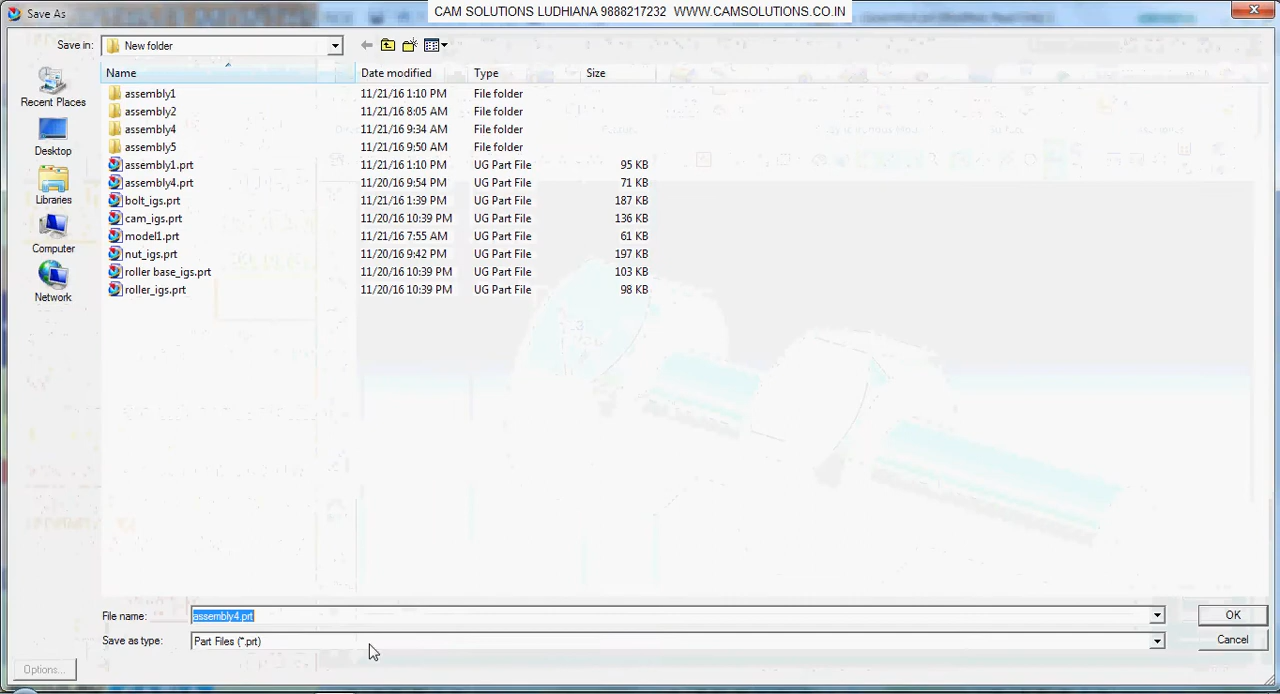 CAM SOLUTIONS LUDHIANA 9888217232 WWW.CAMSOLUTIONS.CO.IN
Save As
Save in: New folder
Name Date modified Type Size
assembly1 11/21/16 1:10 PM File folder
assembly2 11/21/16 8:05 AM File folder
assembly4 11/21/16 9:34 AM File folder
assembly5 11/21/16 9:50 AM File folder
assembly1.prt 11/21/16 1:10 PM UG Part File 95 KB
assembly4.prt 11/20/16 9:54 PM UG Part File 71 KB
bolt_igs.prt 11/21/16 1:39 PM UG Part File 187 KB
cam_igs.prt 11/20/16 10:39 PM UG Part File 136 KB
model1.prt 11/21/16 7:55 AM UG Part File 61 KB
nut_igs.prt 11/20/16 9:42 PM UG Part File 197 KB
roller base_igs.prt 11/20/16 10:39 PM UG Part File 103 KB
roller_igs.prt 11/20/16 10:39 PM UG Part File 98 KB
Recent Places
Desktop
Libraries
Computer
Network
File name: assembly4.prt OK
Save as type: Part Files (*.prt) Cancel
Options...